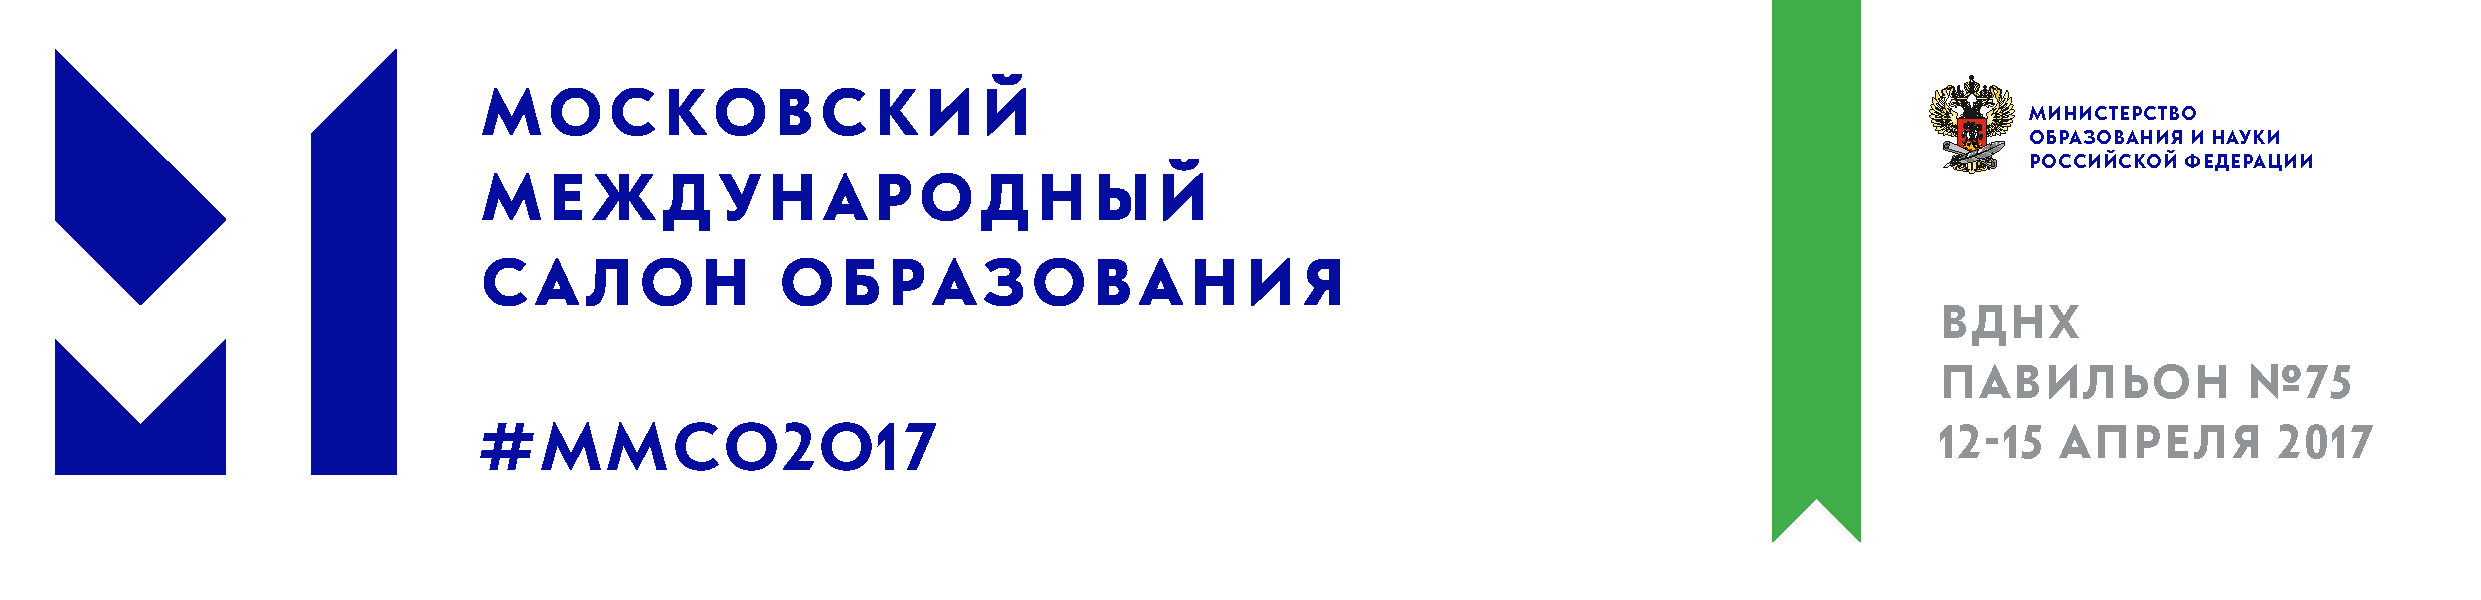 МОСКОВСКИЙ
МЕЖДУНАРОДНЫЙ
САЛОН ОБРАЗОВАНИЯ
#ММСО2017
МИНИСТЕРСТВО
ОБРАЗОВАНИЯ И НАУКИ
РОССИЙСКОЙ ФЕДЕРАЦИИ
ВДНХ
ПАВИЛЬОН №75
12-15 АПРЕЛЯ 2017